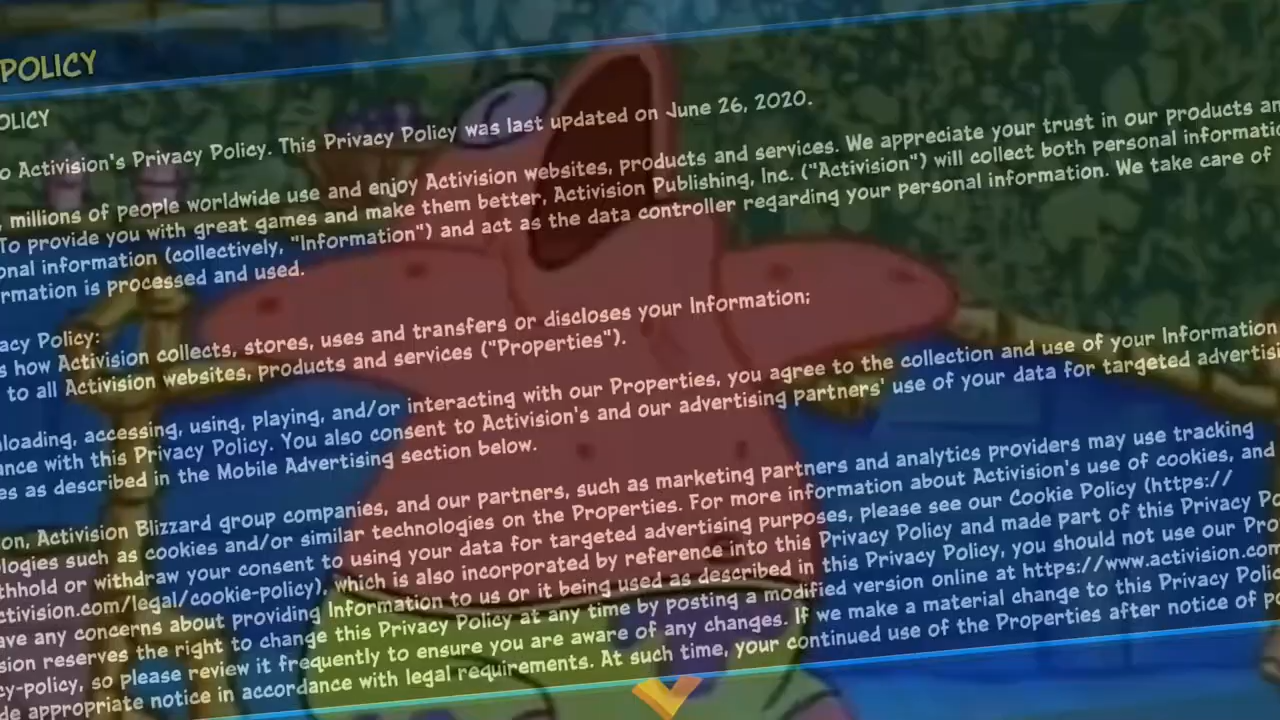 POLICY
OLICY
o Activision's Privacy Policy. This Privacy Policy was last updated on June 26, 2020.
, millions of people worldwide use and enjoy Activision websites, products and services. We appreciate your trust in our products an
To provide you with great games and make them better, Activision Publishing, Inc. ("Activision") will collect both personal informatio
onal information (collectively, "Information") and act as the data controller regarding your personal information. We take care of
rmation is processed and used.
acy Policy:
s how Activision collects, stores, uses and transfers or discloses your Information;
to all Activision websites, products and services ("Properties").
nloading, accessing, using, playing, and/or interacting with our Properties, you agree to the collection and use of your Information
ance with this Privacy Policy. You also consent to Activision's and our advertising partners' use of your data for targeted advertisi
es as described in the Mobile Advertising section below.
on, Activision Blizzard group companies, and our partners, such as marketing partners and analytics providers may use tracking
ologies such as cookies and/or similar technologies on the Properties. For more information about Activision's use of cookies, and
thhold or withdraw your consent to using your data for targeted advertising purposes, please see our Cookie Policy (https://
ctivision.com/legal/cookie-policy), which is also incorporated by reference into this Privacy Policy and made part of this Privacy Po
ave any concerns about providing Information to us or it being used as described in this Privacy Policy, you should not use our Pro
sion reserves the right to change this Privacy Policy at any time by posting a modified version online at https://www.activision.com
cy-policy, so please review it frequently to ensure you are aware of any changes. If we make a material change to this Privacy Polic
de appropriate notice in accordance with legal requirements. At such time, your continued use of the Properties after notice of po